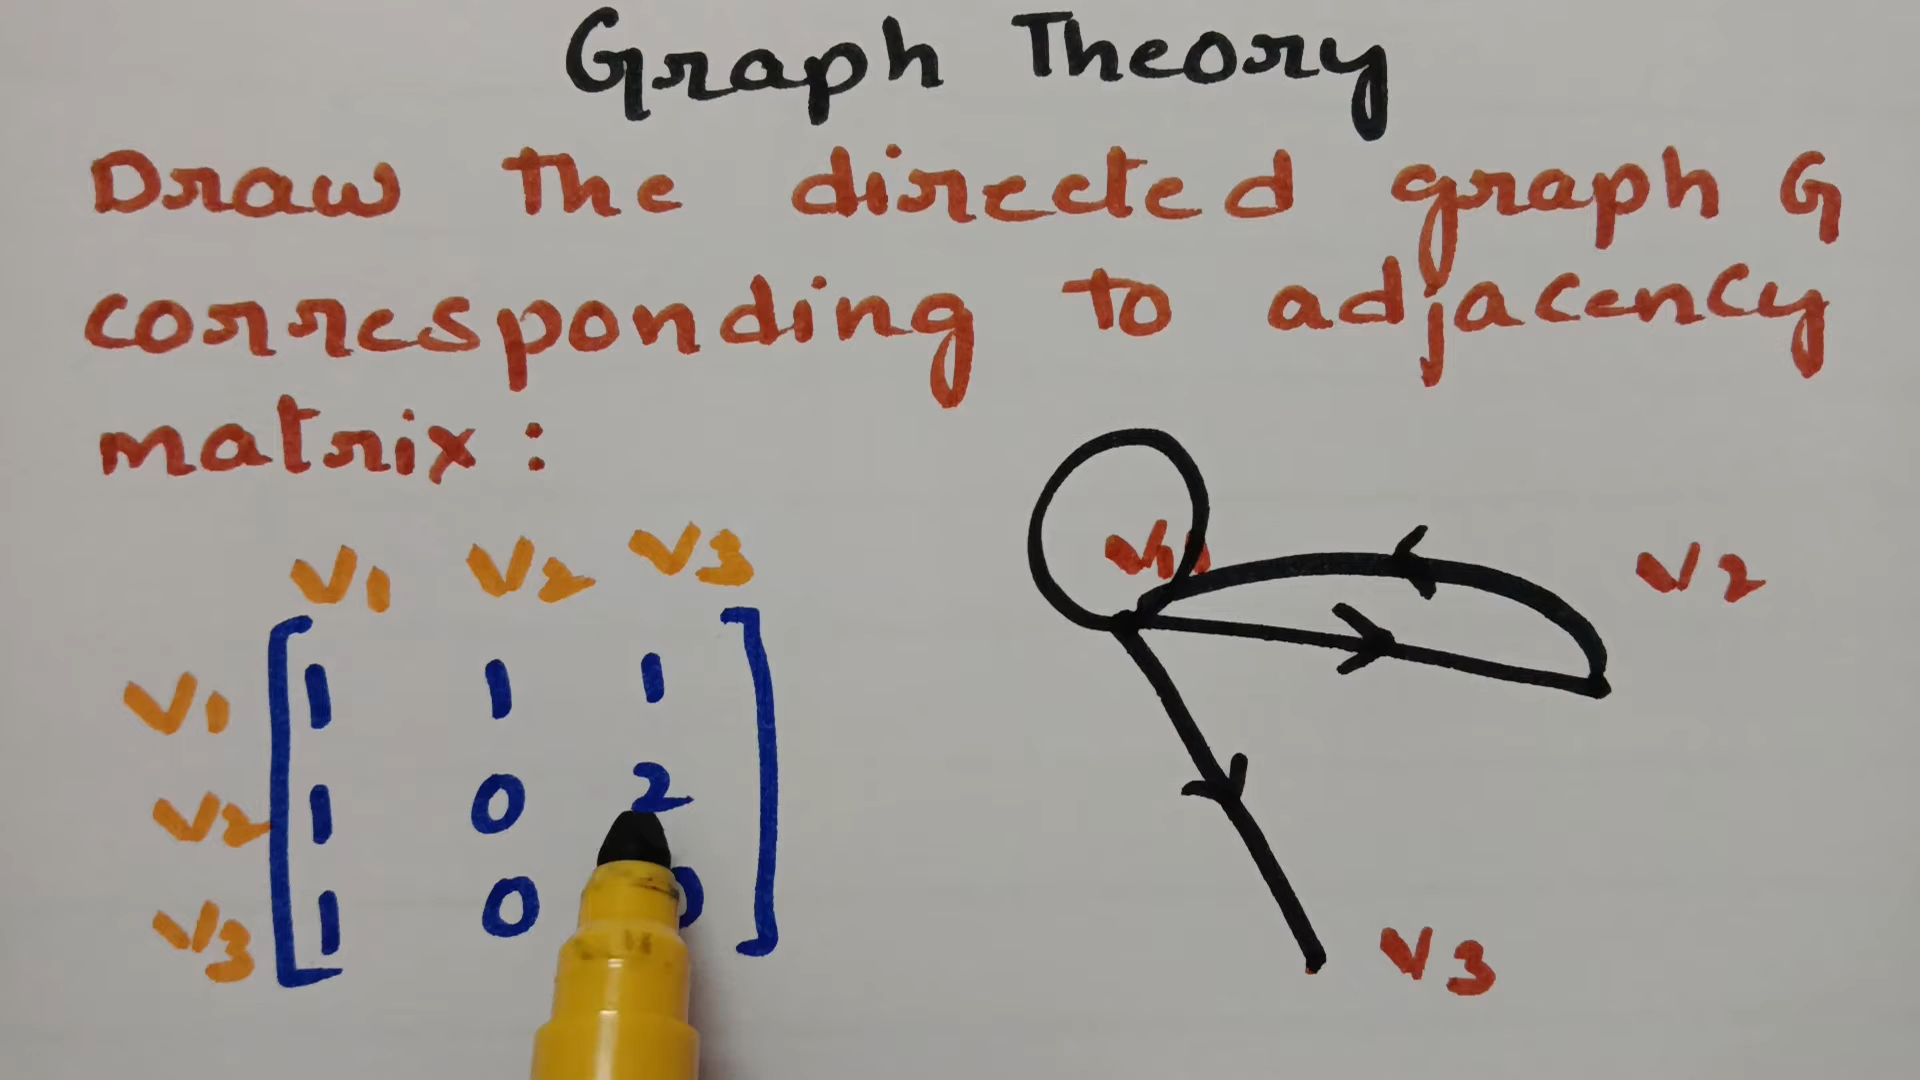 Graph Theory
Draw the directed graph G
corresponding to adjacency
matrix:
V1 V2 V3
V1 1 1 1
V2 1 0 2
V3 1 0
V1
V2
V3